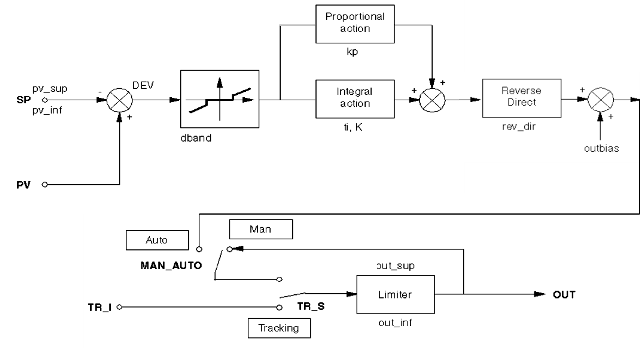 Proportional
action
kp
pv_sup
SP
pv_inf
-
DEV
+
dband
Integral
action
ti, K
+
+
Reverse
Direct
rev_dir
+
+
outbias
PV
Auto
Man
MAN_AUTO
out_sup
TR_I
TR_S
Limiter
OUT
Tracking
out_inf